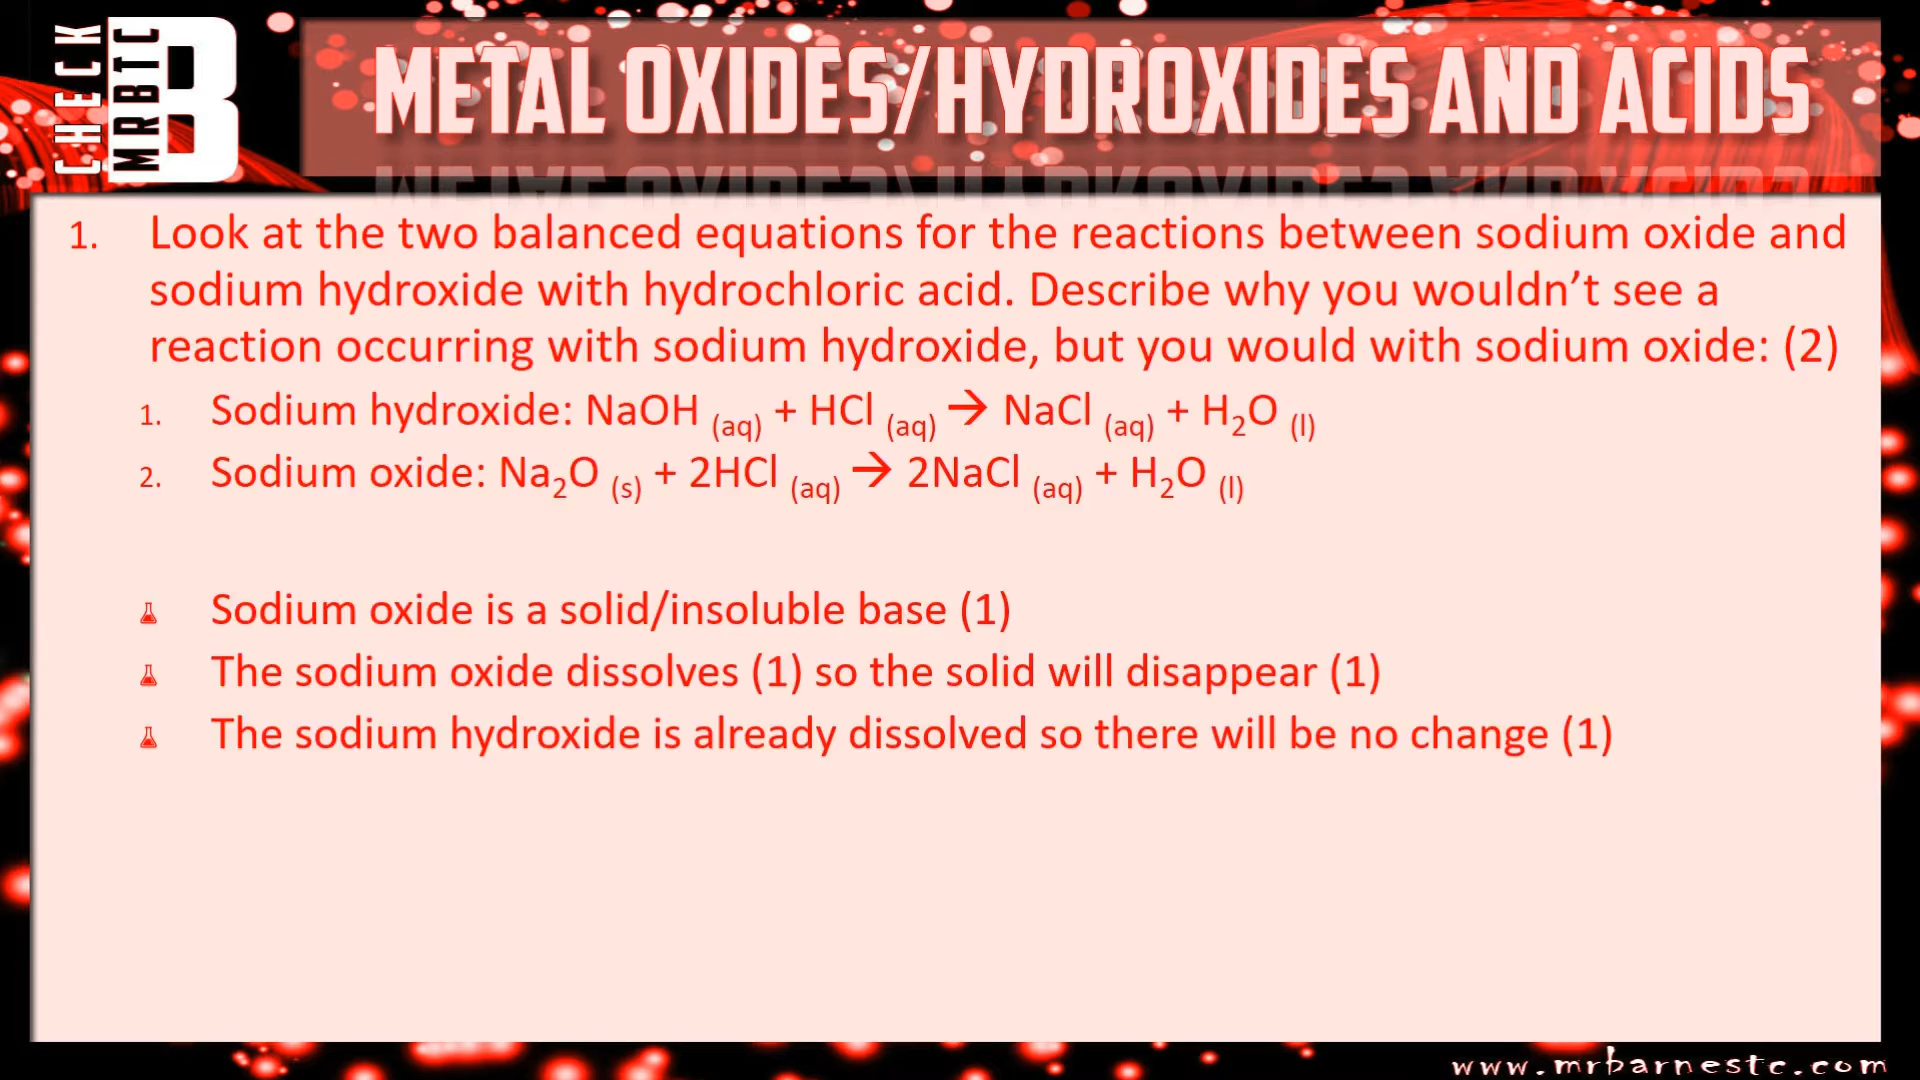 CHECK
MRBTC
B
METAL OXIDES/HYDROXIDES AND ACIDS
1. Look at the two balanced equations for the reactions between sodium oxide and
sodium hydroxide with hydrochloric acid. Describe why you wouldn’t see a
reaction occurring with sodium hydroxide, but you would with sodium oxide: (2)
1. Sodium hydroxide: NaOH (aq) + HCl (aq) → NaCl (aq) + H₂O (l)
2. Sodium oxide: Na₂O (s) + 2HCl (aq) → 2NaCl (aq) + H₂O (l)
Sodium oxide is a solid/insoluble base (1)
The sodium oxide dissolves (1) so the solid will disappear (1)
The sodium hydroxide is already dissolved so there will be no change (1)
www.mrbarnestc.com